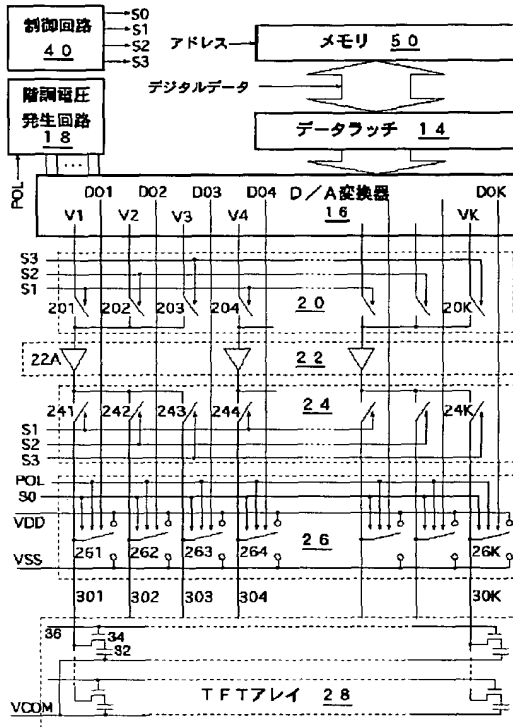 制御回路
40
S0
S1
S2
S3
アドレス
メモリ 50
デジタルデータ
階調電圧
発生回路
18
データラッチ 14
POL
D01 D02 D03 D04 D／A変換器 D0K
V1 V2 V3 V4 16 VK
S3
S2
S1
201 202 203 204 20 20K
22A 22
241 242 243 244 24 24K
S1
S2
S3
POL
S0
VDD
261 262 263 264 26 26K
VSS
301 302 303 304 30K
36 34
32
VCOM TFTアレイ 28